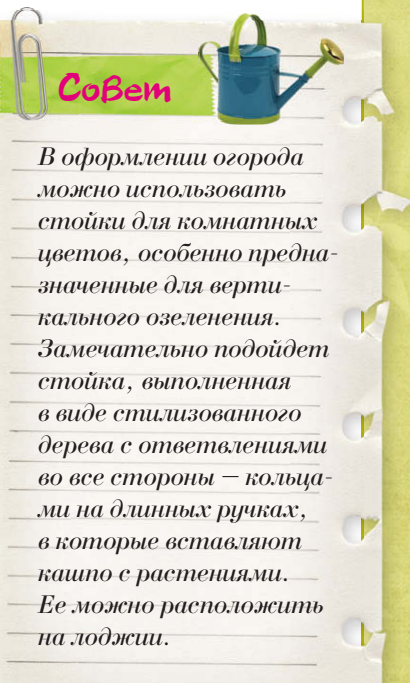 Совет
В оформлении огорода
можно использовать
стойки для комнатных
цветов, особенно предна-
значенные для верти-
кального озеленения.
Замечательно подойдет
стойка, выполненная
в виде стилизованного
дерева с ответвлениями
во все стороны — кольца-
ми на длинных ручках,
в которые вставляют
кашпо с растениями.
Ее можно расположить
на лоджии.